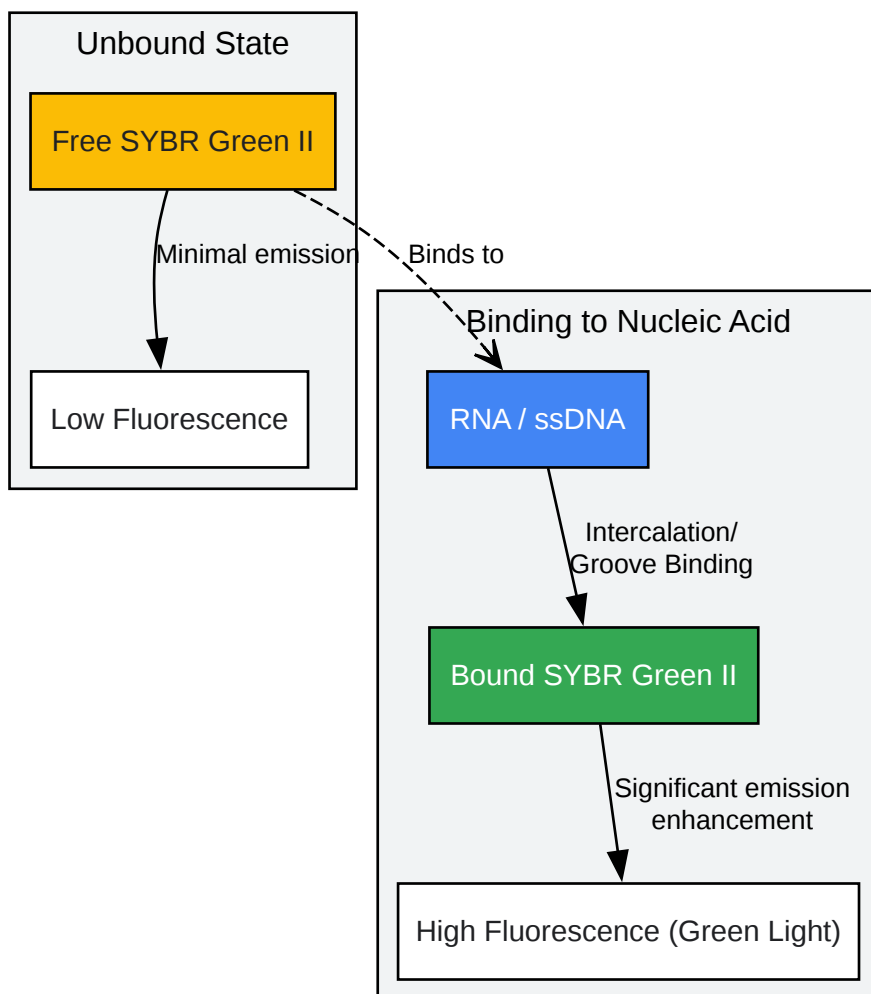 Unbound State
Free SYBR Green II
Minimal emission
Binds to
Low Fluorescence
Binding to Nucleic Acid
RNA / ssDNA
Intercalation/
Groove Binding
Bound SYBR Green II
Significant emission
enhancement
High Fluorescence (Green Light)